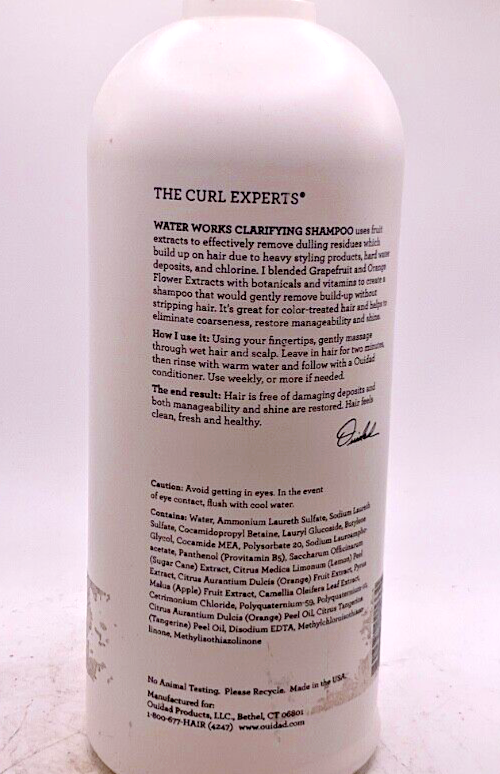 THE CURL EXPERTS®
WATER WORKS CLARIFYING SHAMPOO uses fruit
extracts to effectively remove dulling residues which
build up on hair due to heavy styling products, hard water
deposits, and chlorine. I blended Grapefruit and Orange
Flower Extracts with botanicals and vitamins to create a
shampoo that would gently remove build-up without
stripping hair. It's great for color-treated hair and helps to
eliminate coarseness, restore manageability and shine.
How I use it: Using your fingertips, gently massage
through wet hair and scalp. Leave in hair for two minutes,
then rinse with warm water and follow with a Ouidad
conditioner. Use weekly, or more if needed.
The end result: Hair is free of damaging deposits and
both manageability and shine are restored. Hair feels
clean, fresh and healthy.
Ouidad
Caution: Avoid getting in eyes. In the event
of eye contact, flush with cool water.
Contains: Water, Ammonium Laureth Sulfate, Sodium Laureth
Sulfate, Cocamidopropyl Betaine, Lauryl Glucoside, Butylene
Glycol, Cocamide MEA, Polysorbate 20, Sodium Lauroampho-
acetate, Panthenol (Provitamin B5), Saccharum Officinarum
(Sugar Cane) Extract, Citrus Medica Limonum (Lemon) Peel
Extract, Citrus Aurantium Dulcis (Orange) Fruit Extract, Pyrus
Malus (Apple) Fruit Extract, Camellia Oleifera Leaf Extract,
Cetrimonium Chloride, Polyquaternium-59, 
Citrus Aurantium Dulcis (Orange) Peel Oil, Citrus Tangerina
(Tangerine) Peel Oil, Disodium EDTA, Methylchloroisothiazo-
linone, Methylisothiazolinone
No Animal Testing. Please Recycle. Made in the USA.
Manufactured for:
Ouidad Products, L.L.C., Bethel, CT 06801
1-800-677-HAIR (4247) www.ouidad.com